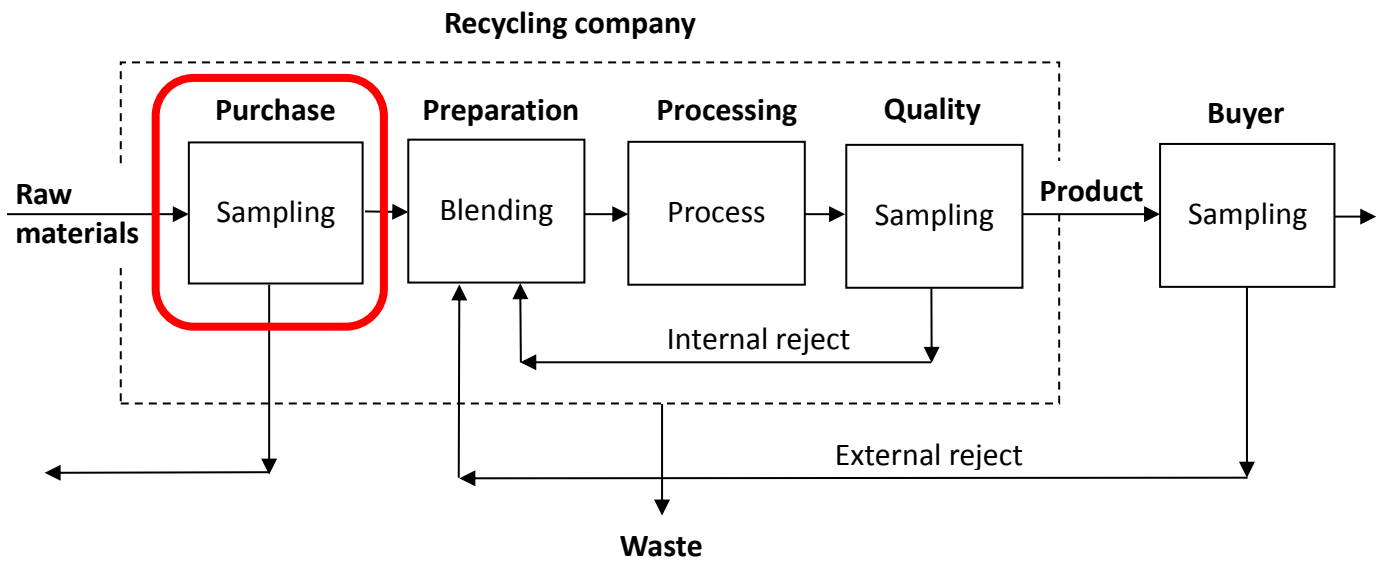 Recycling company
Purchase
Preparation
Processing
Quality
Buyer
Raw
materials
Sampling
Blending
Process
Sampling
Product
Sampling
Internal reject
External reject
Waste